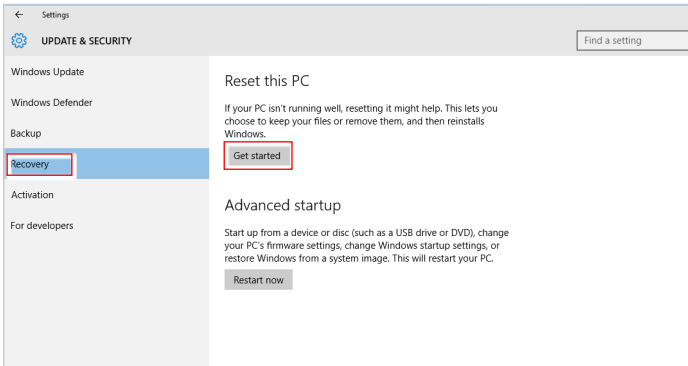 Settings
UPDATE & SECURITY
Find a setting
Windows Update
Windows Defender
Backup
Recovery
Activation
For developers
Reset this PC
If your PC isn't running well, resetting it might help. This lets you
choose to keep your files or remove them, and then reinstalls
Windows.
Get started
Advanced startup
Start up from a device or disc (such as a USB drive or DVD), change
your PC's firmware settings, change Windows startup settings, or
restore Windows from a system image. This will restart your PC.
Restart now